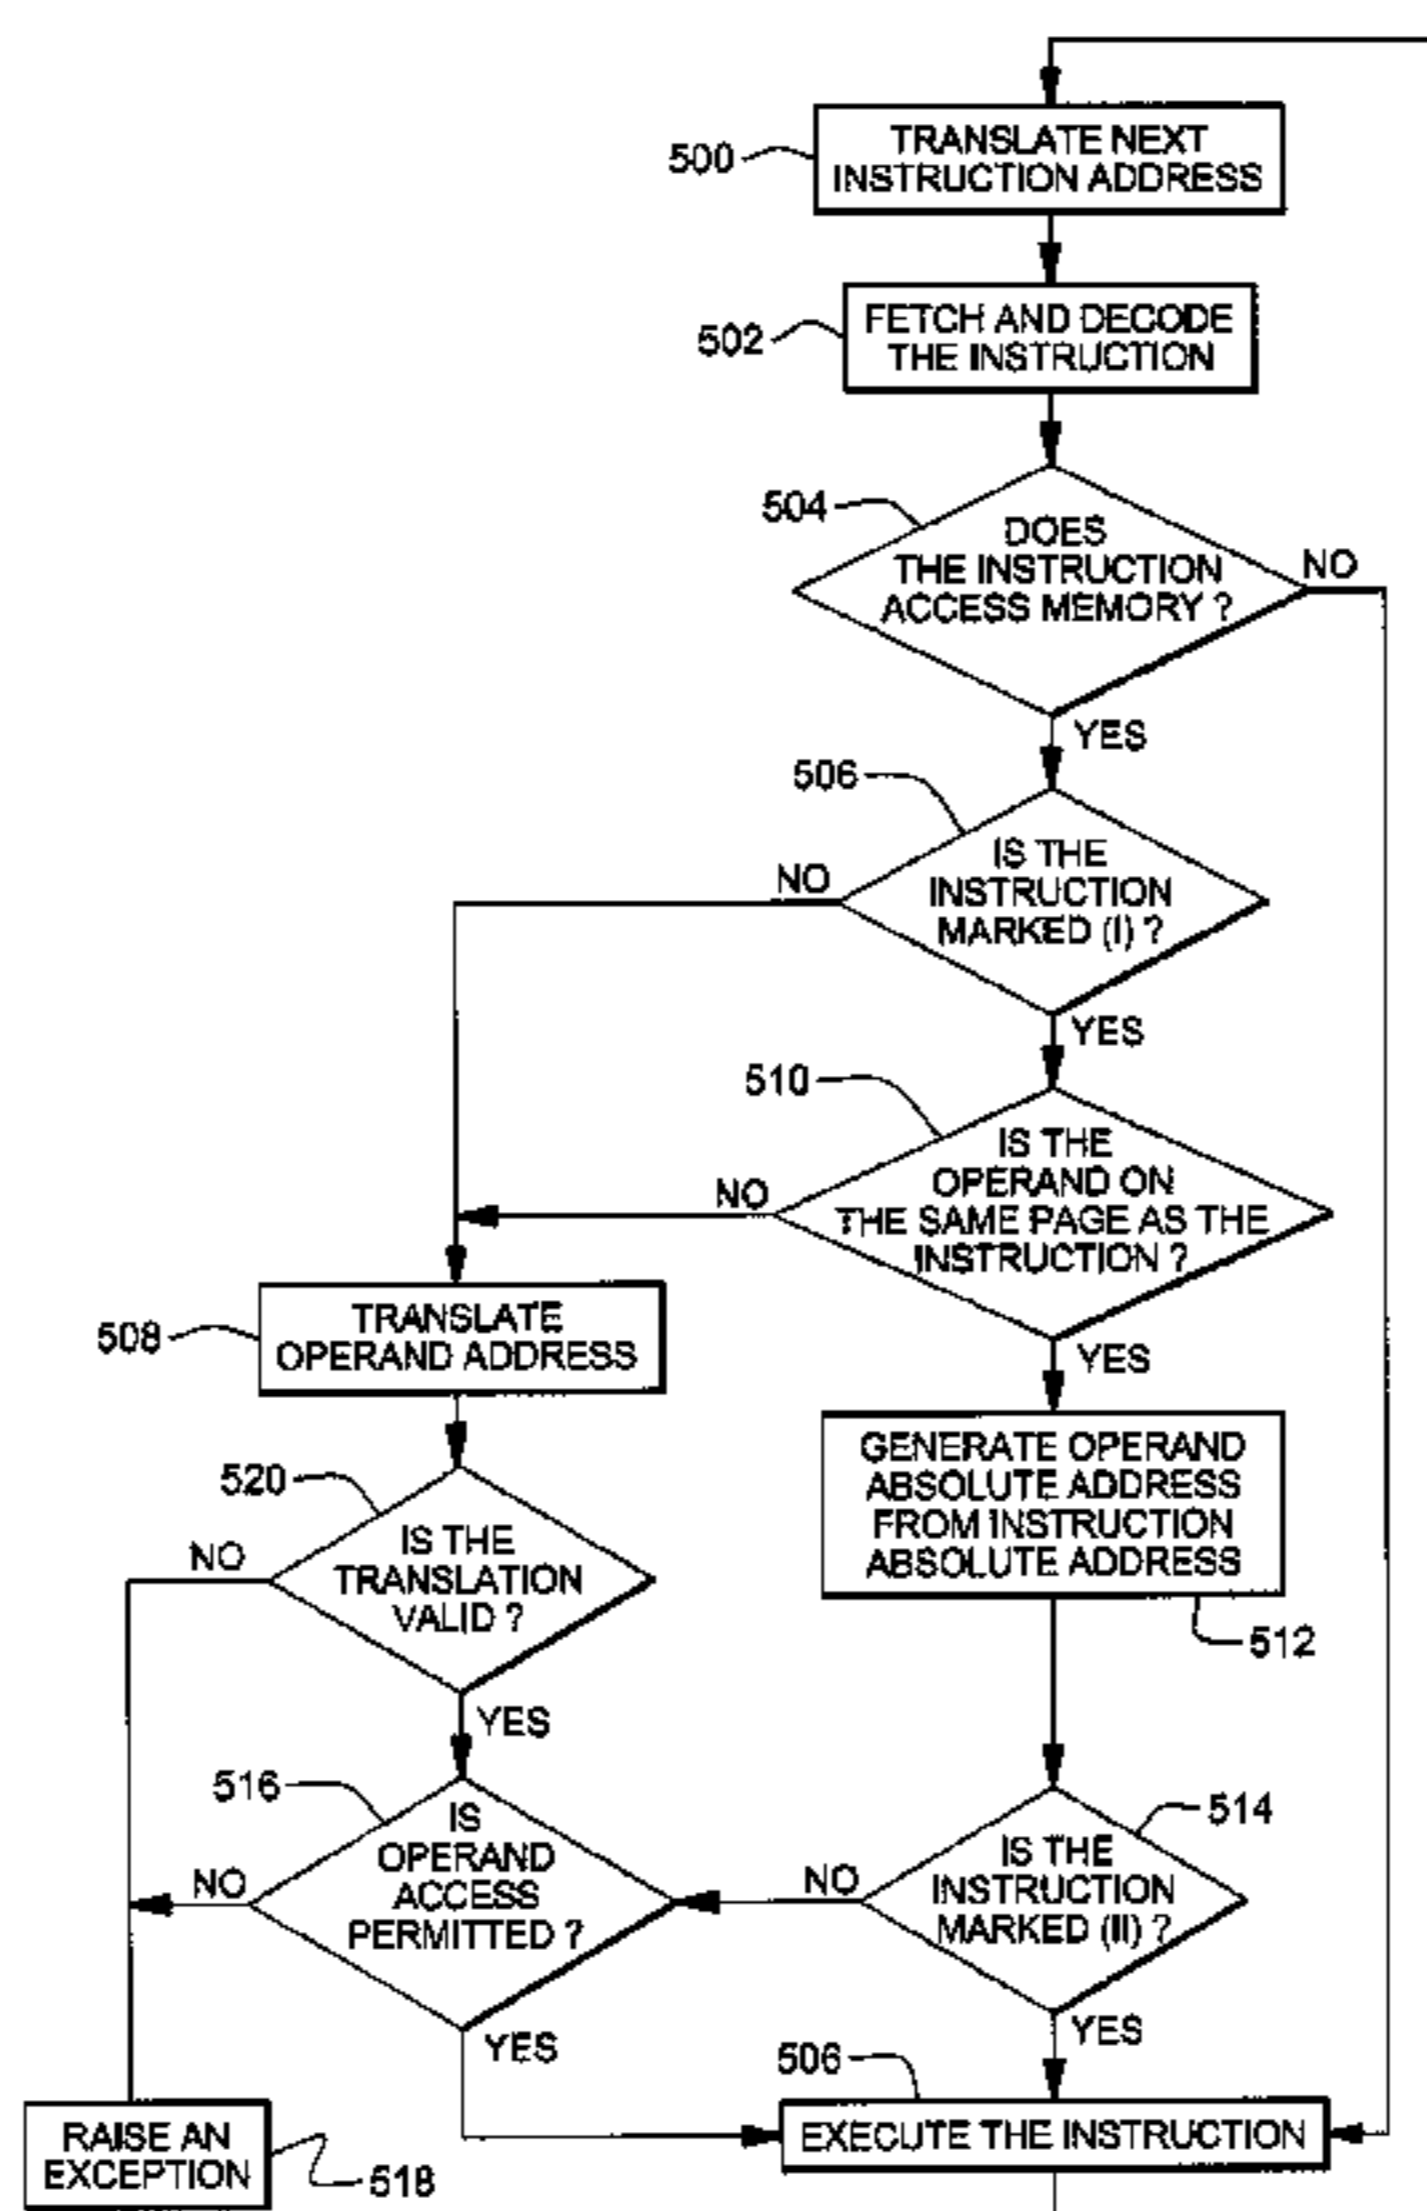 500
TRANSLATE NEXT
INSTRUCTION ADDRESS
502
FETCH AND DECODE
THE INSTRUCTION
504
DOES
THE INSTRUCTION
ACCESS MEMORY ?
NO
YES
506
IS THE
INSTRUCTION
MARKED (I) ?
NO
YES
510
IS THE
OPERAND ON
THE SAME PAGE AS THE
INSTRUCTION ?
NO
YES
508
TRANSLATE
OPERAND ADDRESS
GENERATE OPERAND
ABSOLUTE ADDRESS
FROM INSTRUCTION
ABSOLUTE ADDRESS
512
520
IS THE
TRANSLATION
VALID ?
NO
YES
516
IS
OPERAND
ACCESS
PERMITTED ?
NO
YES
514
IS THE
INSTRUCTION
MARKED (II) ?
NO
YES
506
EXECUTE THE INSTRUCTION
RAISE AN
EXCEPTION
518